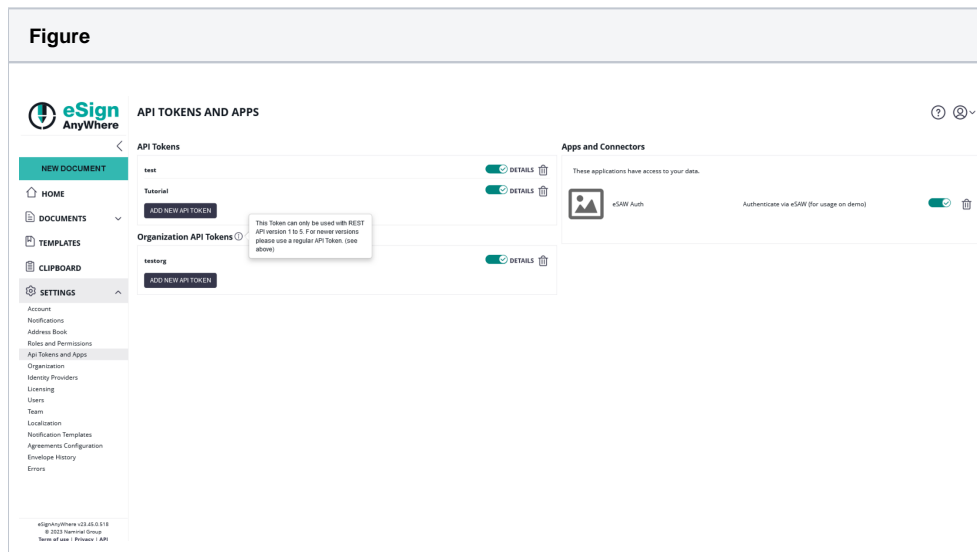 Figure
eSign
AnyWhere
API TOKENS AND APPS
NEW DOCUMENT
HOME
DOCUMENTS
TEMPLATES
CLIPBOARD
SETTINGS
Account
Notifications
Address Book
Roles and Permissions
Api Tokens and Apps
Organization
Identity Providers
Licensing
Users
Team
Localization
Notification Templates
Agreements Configuration
Envelope History
Errors
eSignAnyWhere v23.45.0.518
© 2023 Namirial Group
Term of use | Privacy | API
API Tokens
test DETAILS
Tutorial DETAILS
ADD NEW API TOKEN
Organization API Tokens
This Token can only be used with REST
API version 1 to 5. For newer versions
please use a regular API Token. (see
above)
testorg DETAILS
ADD NEW API TOKEN
Apps and Connectors
These applications have access to your data.
eSAW Auth Authenticate via eSAW (for usage on demo)